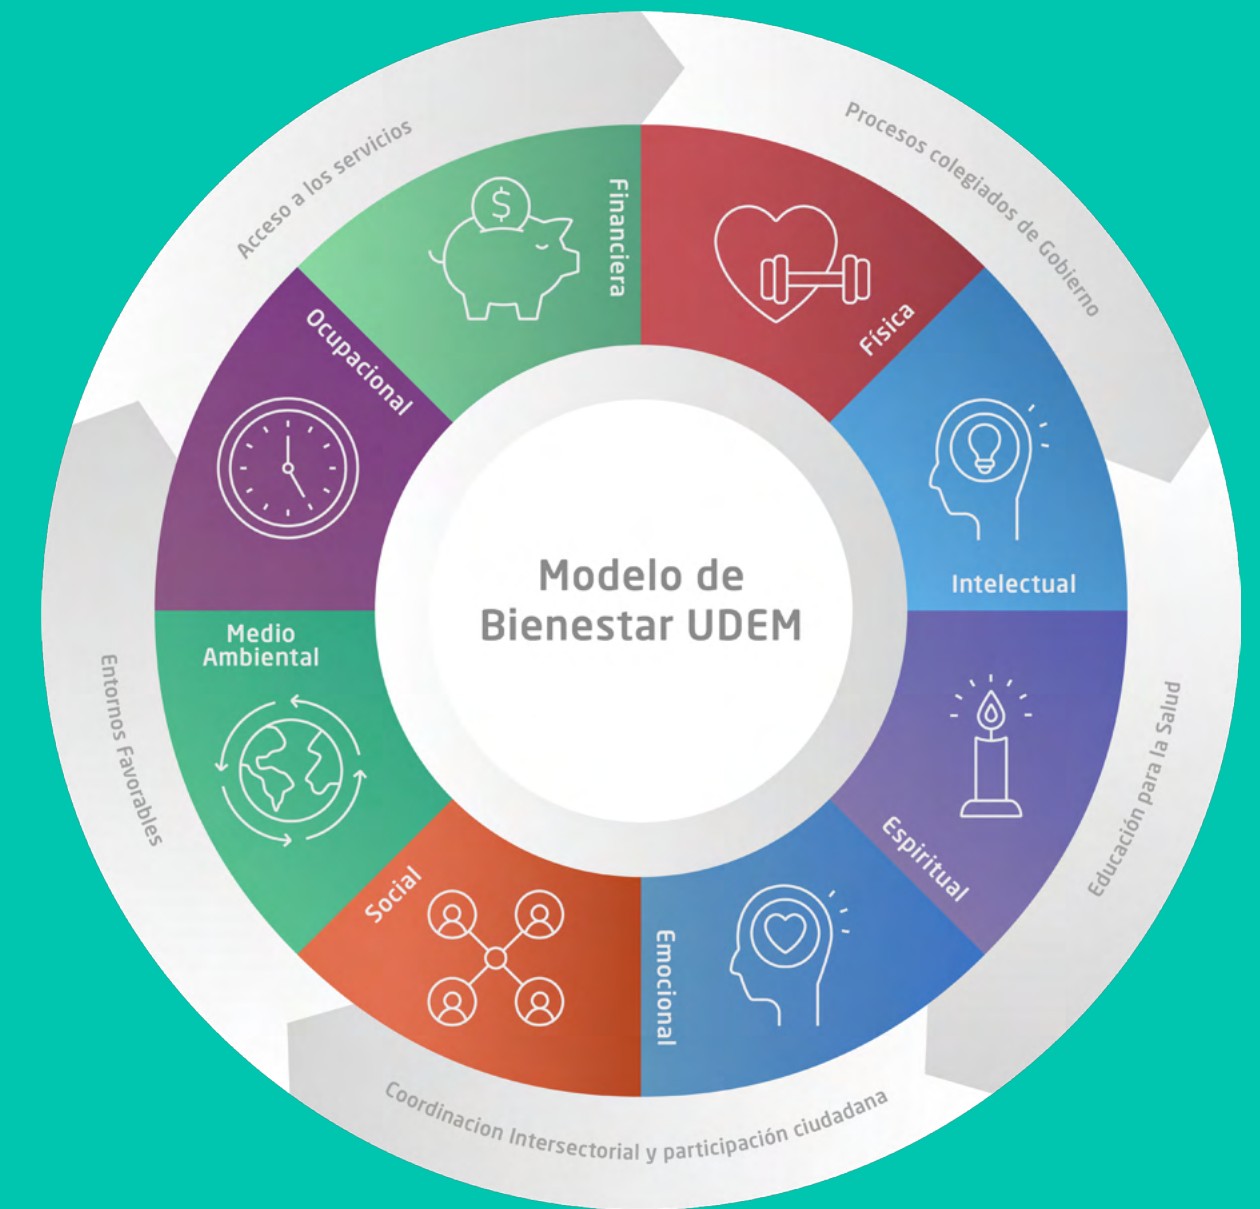 Acceso a los servicios
Procesos colegiados de Gobierno
Financiera
$
Física
Ocupacional
Intelectual
Modelo de
Bienestar UDEM
Medio
Ambiental
Entornos Favorables
Educación para la Salud
Espiritual
Social
Emocional
Coordinacion Intersectorial y participación ciudadana